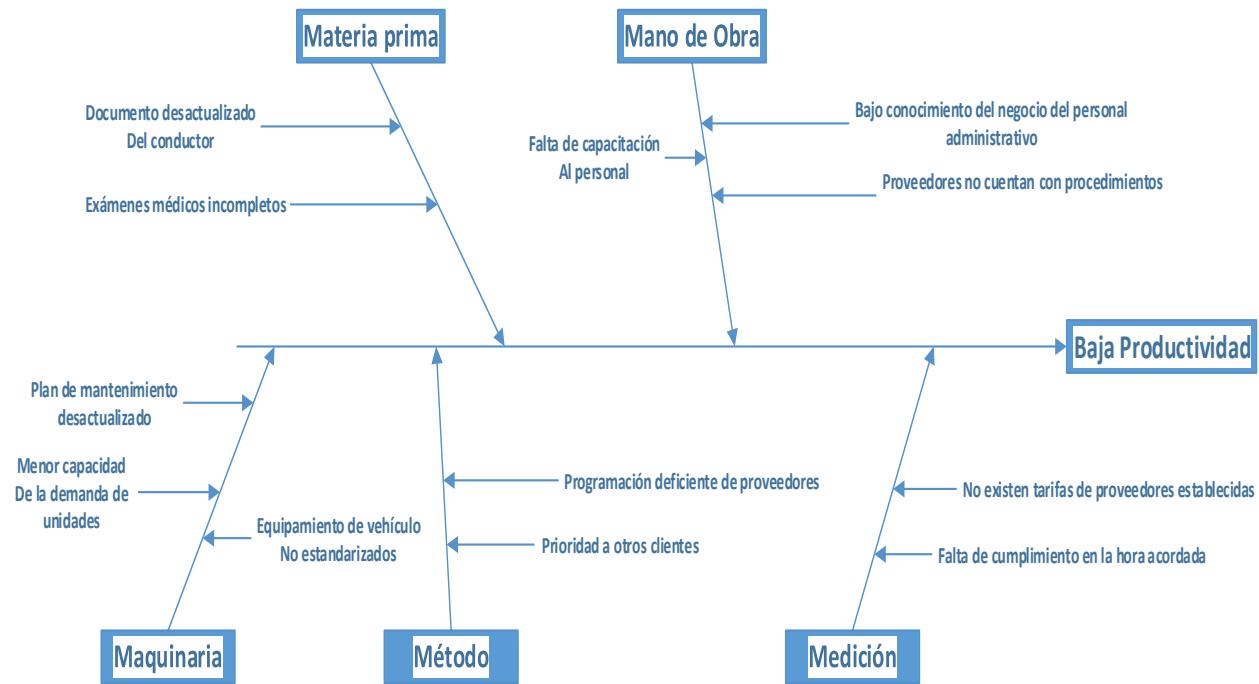 Materia prima
Mano de Obra
Documento desactualizado
Del conductor
Exámenes médicos incompletos
Falta de capacitación
Al personal
Bajo conocimiento del negocio del personal
administrativo
Proveedores no cuentan con procedimientos
Baja Productividad
Plan de mantenimiento
desactualizado
Menor capacidad
De la demanda de
unidades
Equipamiento de vehículo
No estandarizados
Programación deficiente de proveedores
Prioridad a otros clientes
No existen tarifas de proveedores establecidas
Falta de cumplimiento en la hora acordada
Maquinaria
Método
Medición